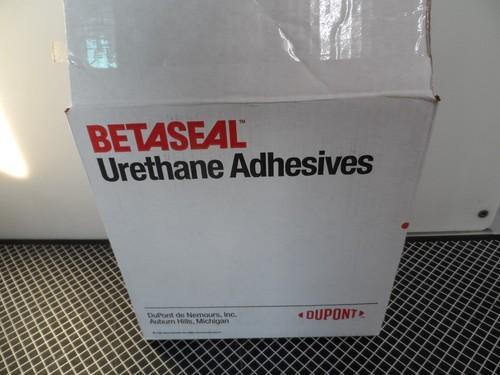 BETASEAL™
Urethane Adhesives
DuPont de Nemours, Inc.
Auburn Hills, Michigan
DUPONT